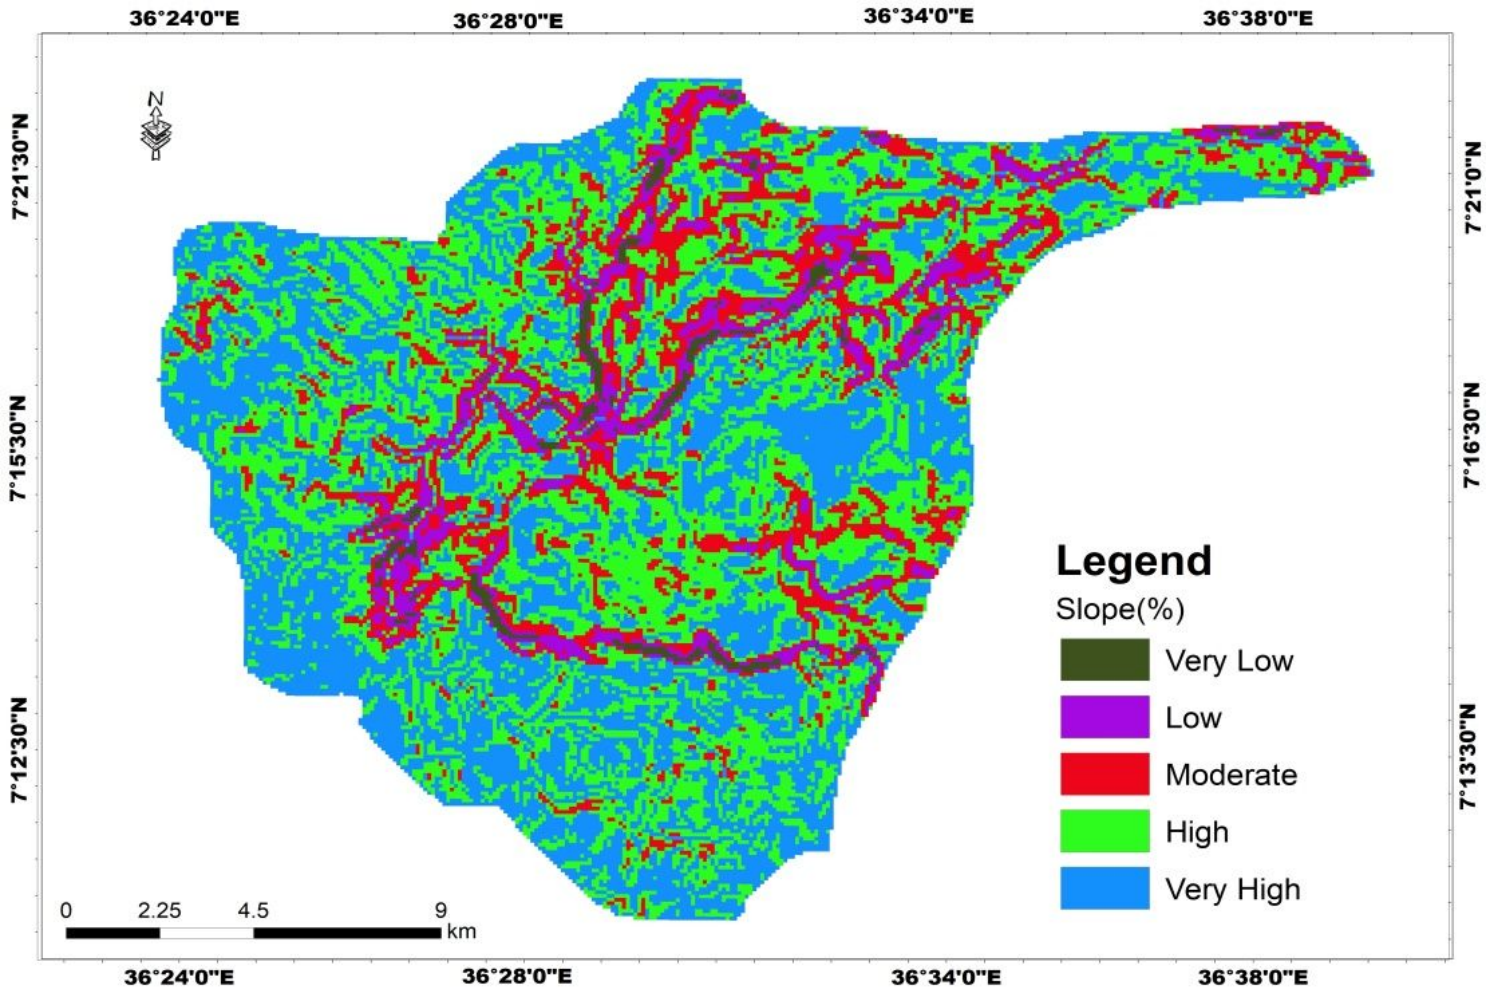 36°24'0"E 36°28'0"E 36°34'0"E 36°38'0"E
N
7°21'30"N
7°21'0"N
7°15'30"N
7°16'30"N
7°12'30"N
7°13'30"N
Legend
Slope(%)
Very Low
Low
Moderate
High
Very High
0 2.25 4.5 9
km
36°24'0"E 36°28'0"E 36°34'0"E 36°38'0"E